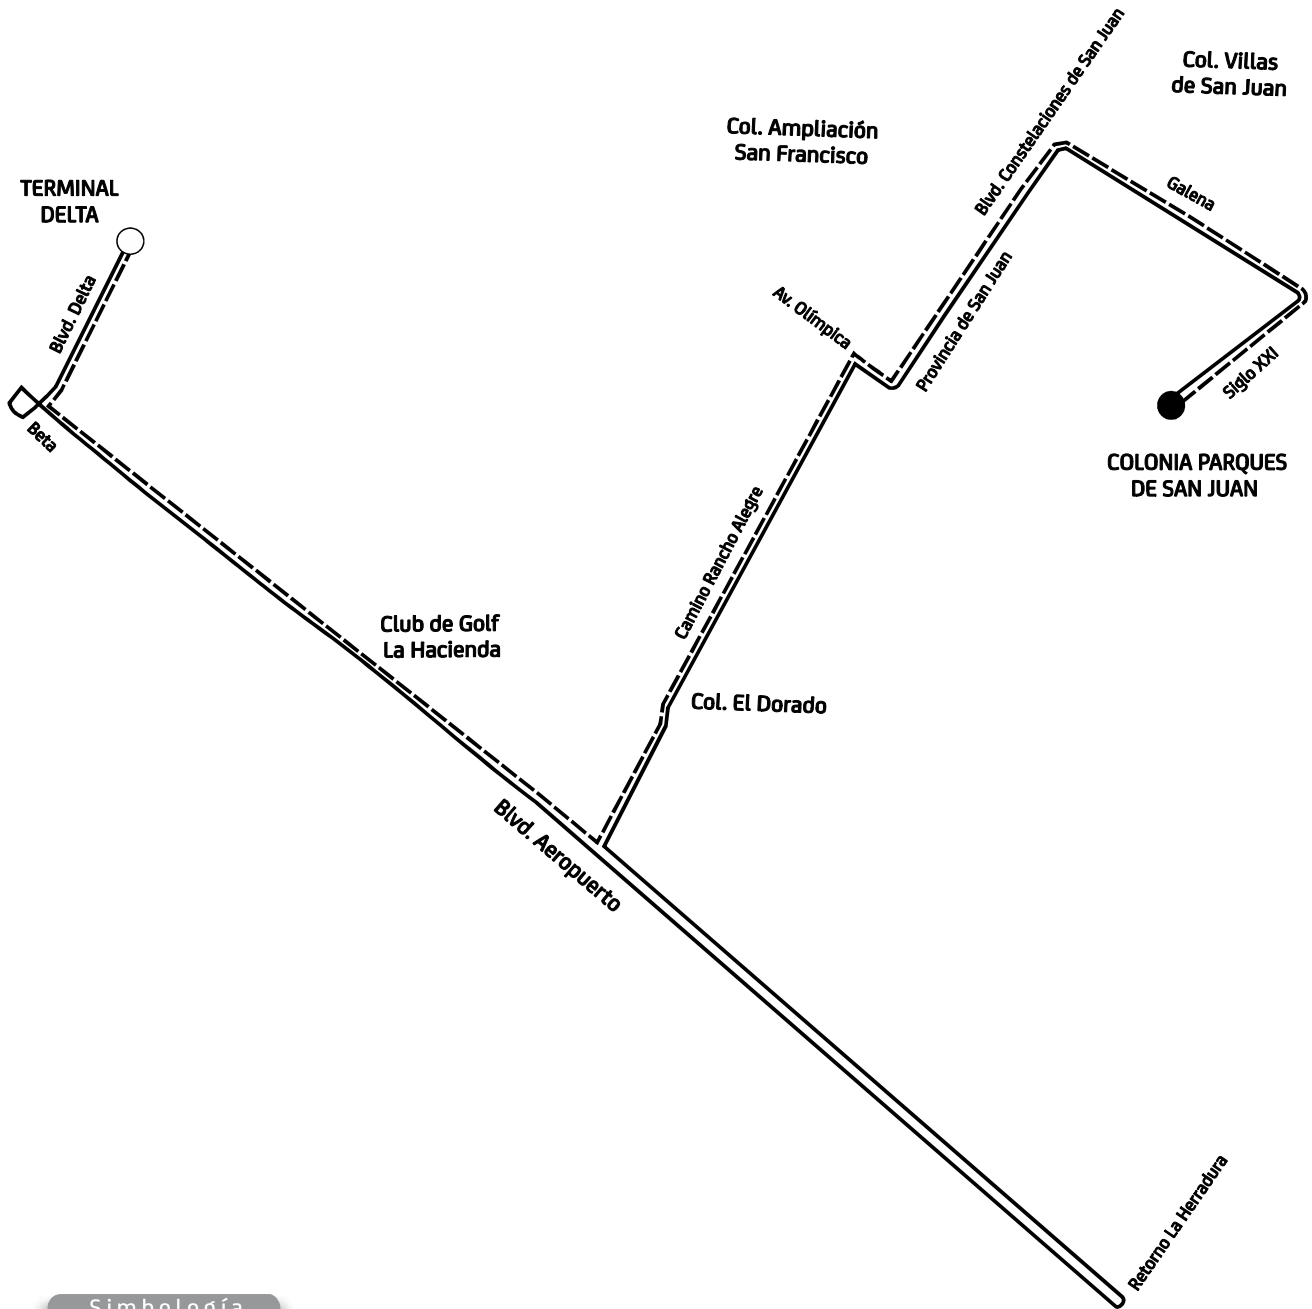 Col. Villas
de San Juan
Blvd. Constelaciones de San Juan
Col. Ampliación
San Francisco
Galena
TERMINAL
DELTA
Blvd. Delta
Provincia de San Juan
Av. Olímpica
Siglo XXI
Beta
COLONIA PARQUES
DE SAN JUAN
Camino Rancho Alegre
Club de Golf
La Hacienda
Col. El Dorado
Blvd. Aeropuerto
Retorno La Herradura
Simbología